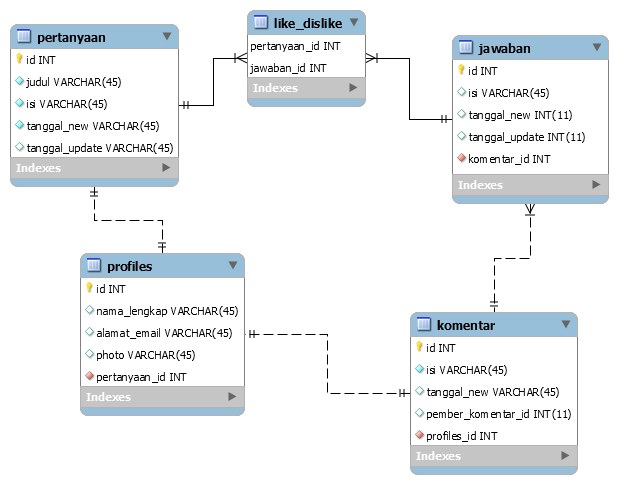 pertanyaan
id INT
judul VARCHAR(45)
isi VARCHAR(45)
tanggal_new VARCHAR(45)
tanggal_update VARCHAR(45)
Indexes
like_dislike
pertanyaan_id INT
jawaban_id INT
Indexes
jawaban
id INT
isi VARCHAR(45)
tanggal_new INT(11)
tanggal_update INT(11)
komentar_id INT
Indexes
profiles
id INT
nama_lengkap VARCHAR(45)
alamat_email VARCHAR(45)
photo VARCHAR(45)
pertanyaan_id INT
Indexes
komentar
id INT
isi VARCHAR(45)
tanggal_new VARCHAR(45)
pember_komentar_id INT(11)
profiles_id INT
Indexes